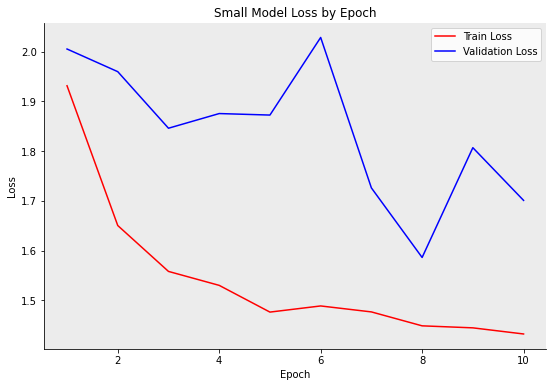 Small Model Loss by Epoch
Train Loss
Validation Loss
2.0
1.9
1.8
1.7
1.6
1.5
Loss
2 4 6 8 10
Epoch